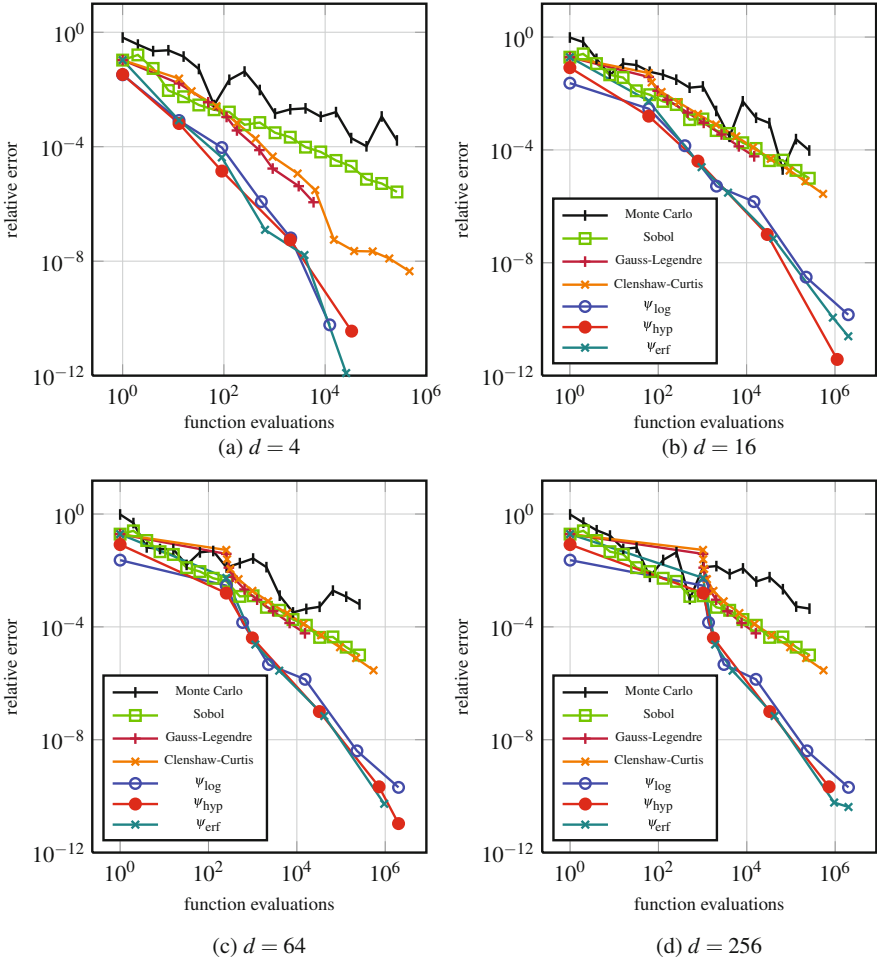 10^0
10^−4
10^−8
10^−12
relative error
10^0
10^2
10^4
10^6
function evaluations
(a) d = 4
10^0
10^−4
10^−8
10^−12
relative error
Monte Carlo
Sobol
Gauss-Legendre
Clenshaw-Curtis
ψ_log
ψ_hyp
ψ_erf
10^0
10^2
10^4
10^6
function evaluations
(b) d = 16
10^0
10^−4
10^−8
10^−12
relative error
Monte Carlo
Sobol
Gauss-Legendre
Clenshaw-Curtis
ψ_log
ψ_hyp
ψ_erf
10^0
10^2
10^4
10^6
function evaluations
(c) d = 64
10^0
10^−4
10^−8
10^−12
relative error
Monte Carlo
Sobol
Gauss-Legendre
Clenshaw-Curtis
ψ_log
ψ_hyp
ψ_erf
10^0
10^2
10^4
10^6
function evaluations
(d) d = 256